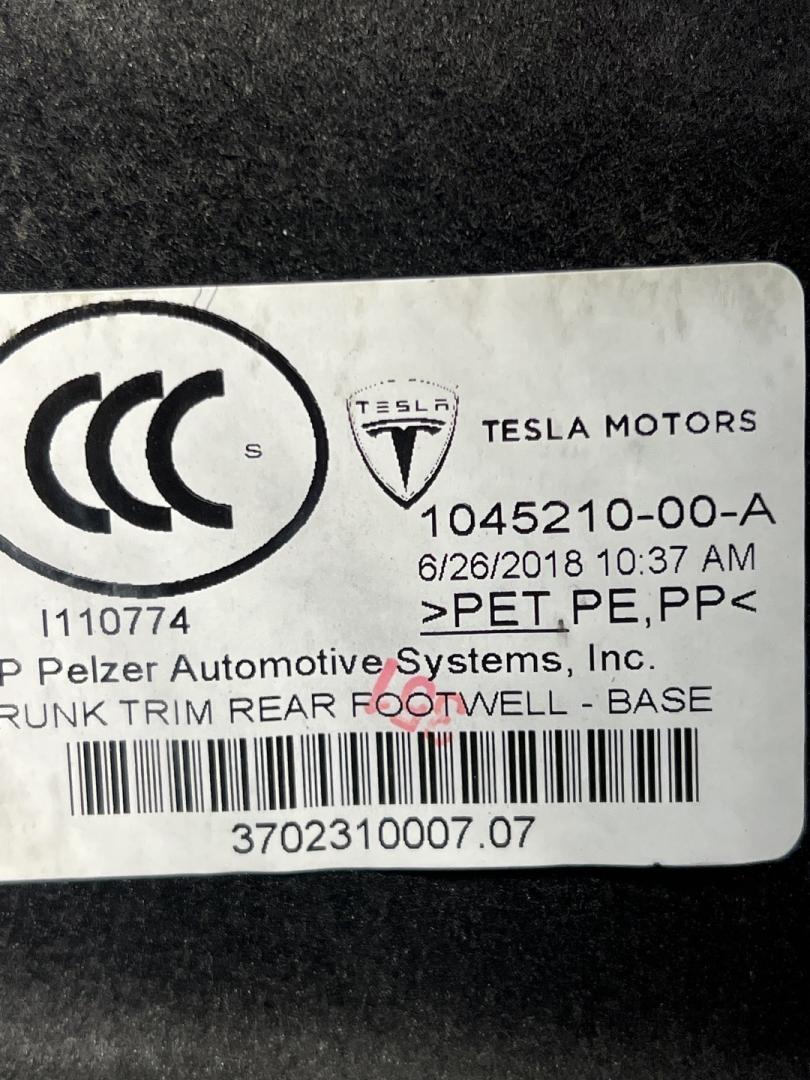 CCC S
TESLA
TESLA MOTORS
1045210-00-A
6/26/2018 10:37 AM
>PET,PE,PP<
I110774
P Pelzer Automotive Systems, Inc.
RUNK TRIM REAR FOOTWELL - BASE
3702310007.07